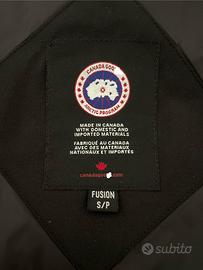 CANADA GOOSE
ARCTIC PROGRAM
MADE IN CANADA
WITH DOMESTIC AND
IMPORTED MATERIALS
FABRIQUÉ AU CANADA
AVEC DES MATERIAUX
NATIONAUX ET IMPORTÉS
canadagoose.com
FUSION
S/P
subito